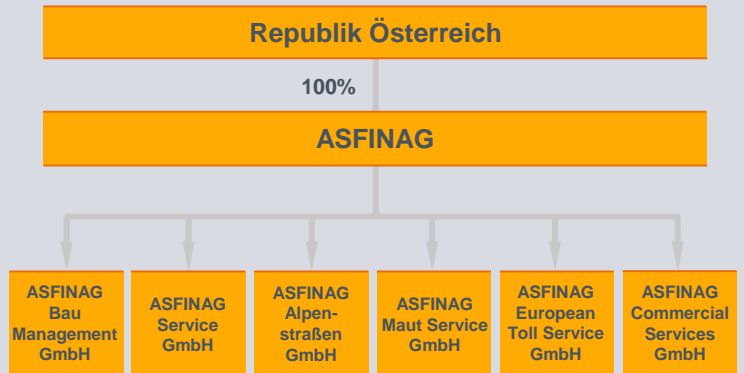 Republik Österreich
100%
ASFINAG
ASFINAG
Bau
Management
GmbH
ASFINAG
Service
GmbH
ASFINAG
Alpen-
straßen
GmbH
ASFINAG
Maut Service
GmbH
ASFINAG
European
Toll Service
GmbH
ASFINAG
Commercial
Services
GmbH